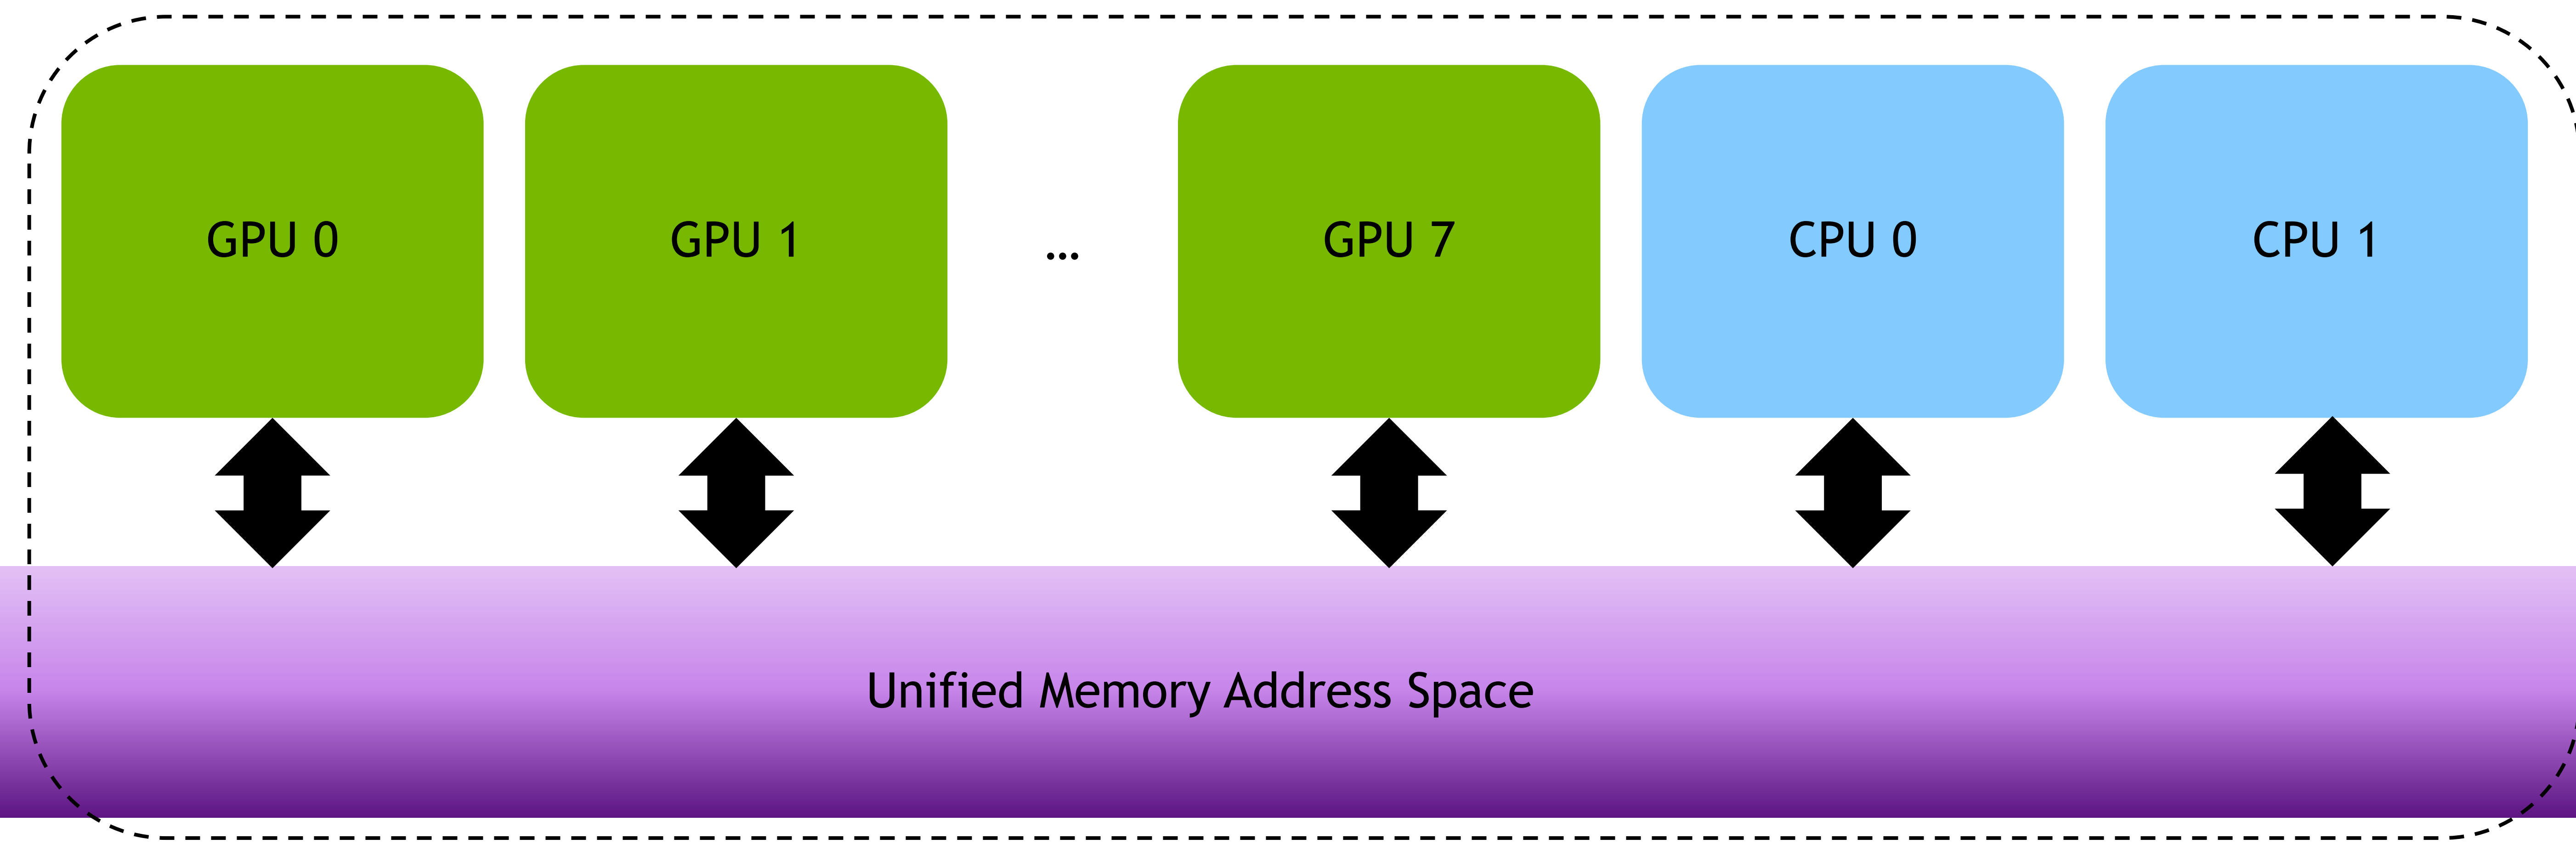 GPU 0
GPU 1
...
GPU 7
CPU 0
CPU 1
Unified Memory Address Space